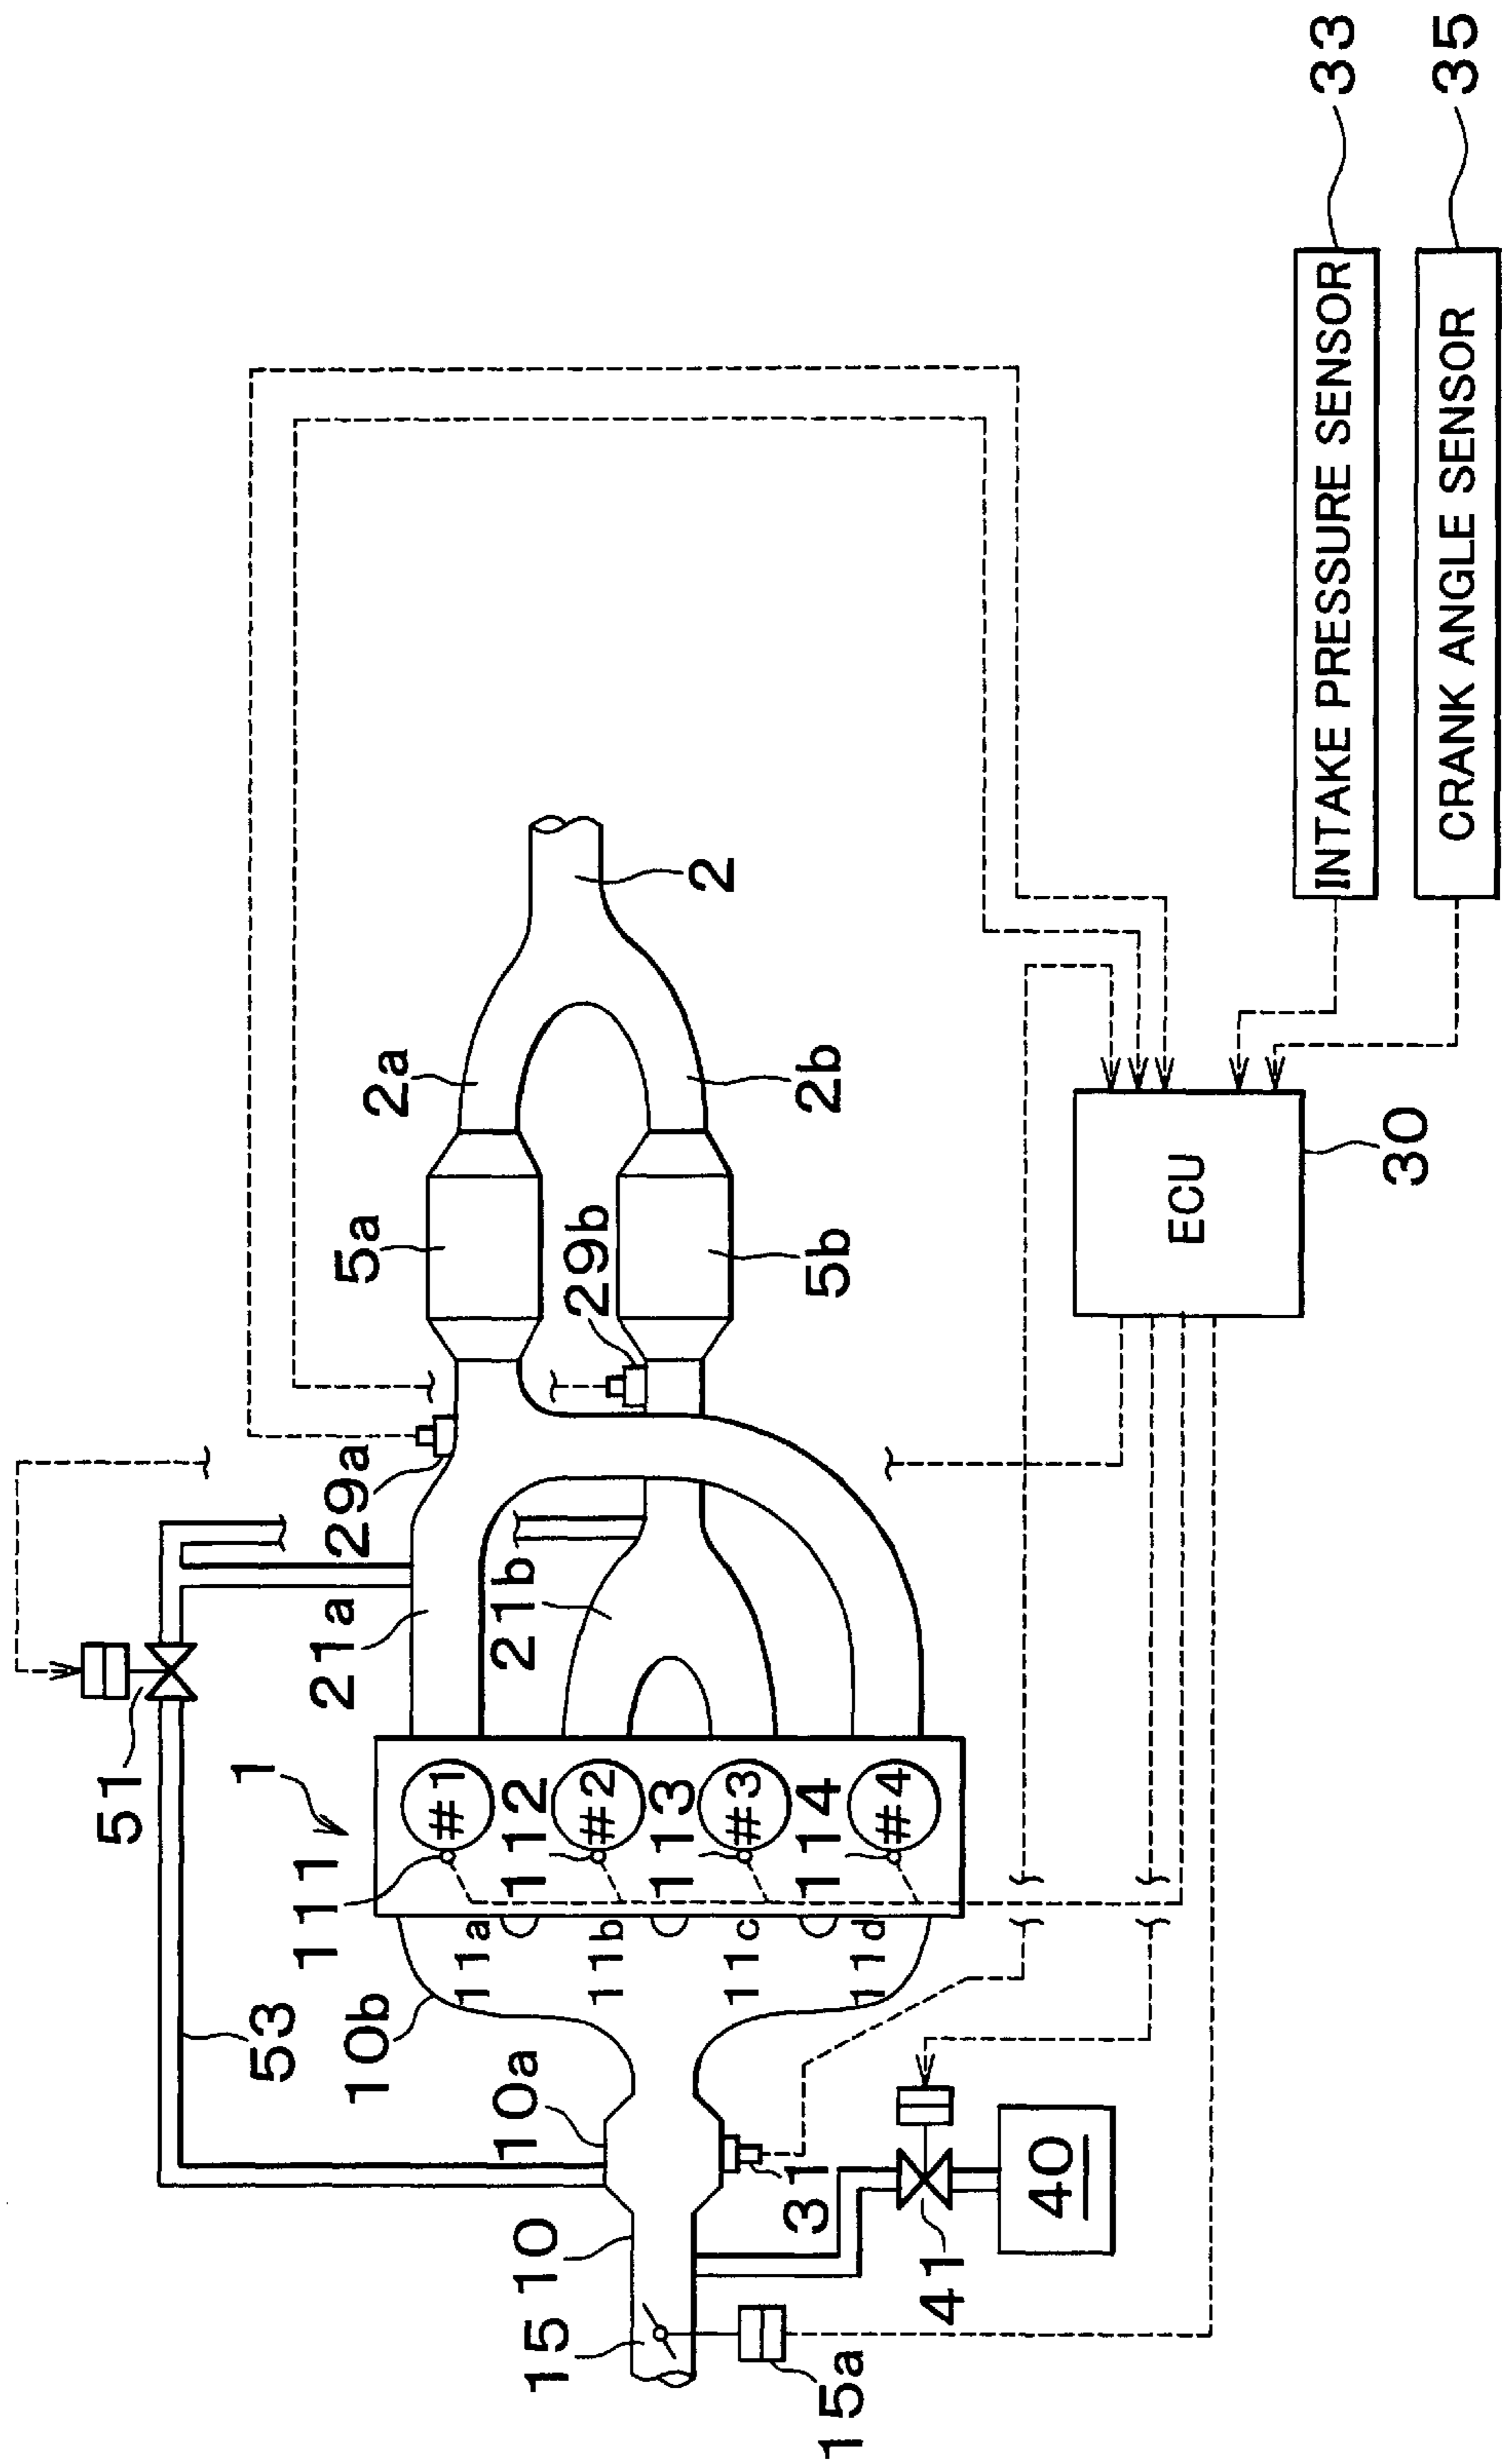 51
1
111
53
10b
10a
10
15
15a
#1
#2
#3
#4
112
113
114
11a
11b
11c
11d
21a
21b
29a
29b
5a
5b
2a
2b
2
31
41
40
ECU
30
INTAKE PRESSURE SENSOR
33
CRANK ANGLE SENSOR
35